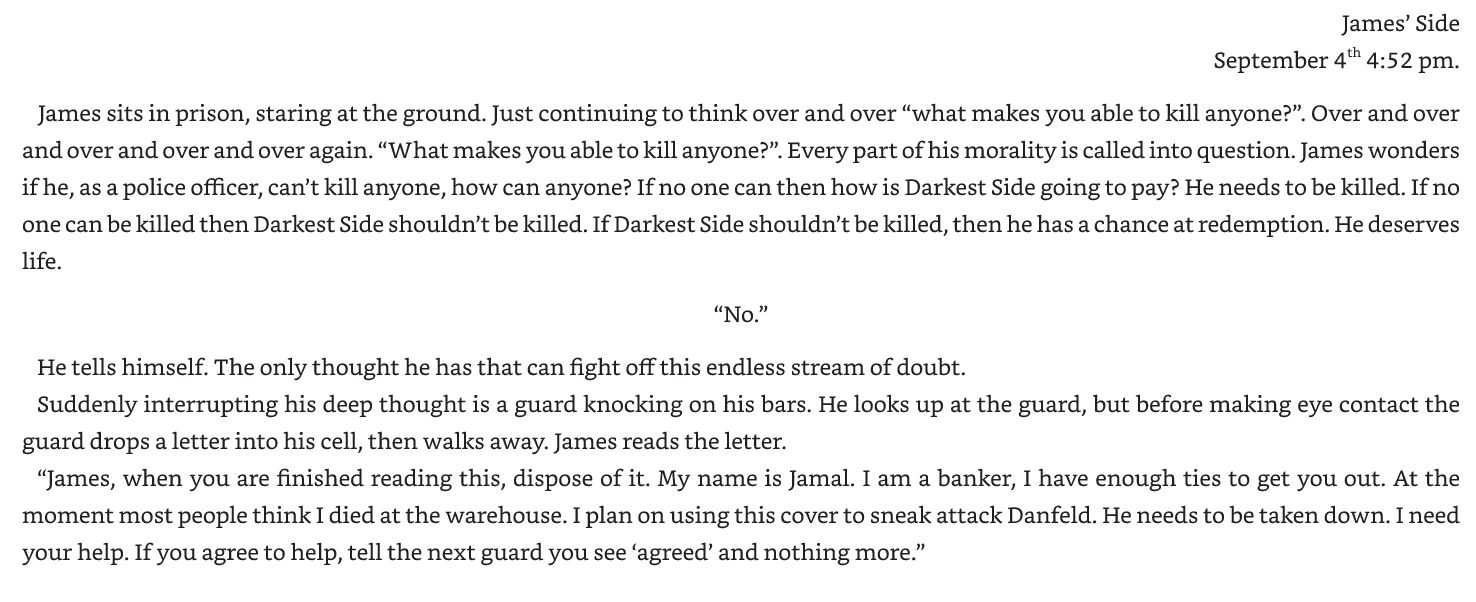 James’ Side
September 4th 4:52 pm.
James sits in prison, staring at the ground. Just continuing to think over and over “what makes you able to kill anyone?”. Over and over
and over and over and over again. “What makes you able to kill anyone?”. Every part of his morality is called into question. James wonders
if he, as a police officer, can’t kill anyone, how can anyone? If no one can then how is Darkest Side going to pay? He needs to be killed. If no
one can be killed then Darkest Side shouldn’t be killed. If Darkest Side shouldn’t be killed, then he has a chance at redemption. He deserves
life.
“No.”
He tells himself. The only thought he has that can fight off this endless stream of doubt.
Suddenly interrupting his deep thought is a guard knocking on his bars. He looks up at the guard, but before making eye contact the
guard drops a letter into his cell, then walks away. James reads the letter.
“James, when you are finished reading this, dispose of it. My name is Jamal. I am a banker, I have enough ties to get you out. At the
moment most people think I died at the warehouse. I plan on using this cover to sneak attack Danfeld. He needs to be taken down. I need
your help. If you agree to help, tell the next guard you see ‘agreed’ and nothing more.”